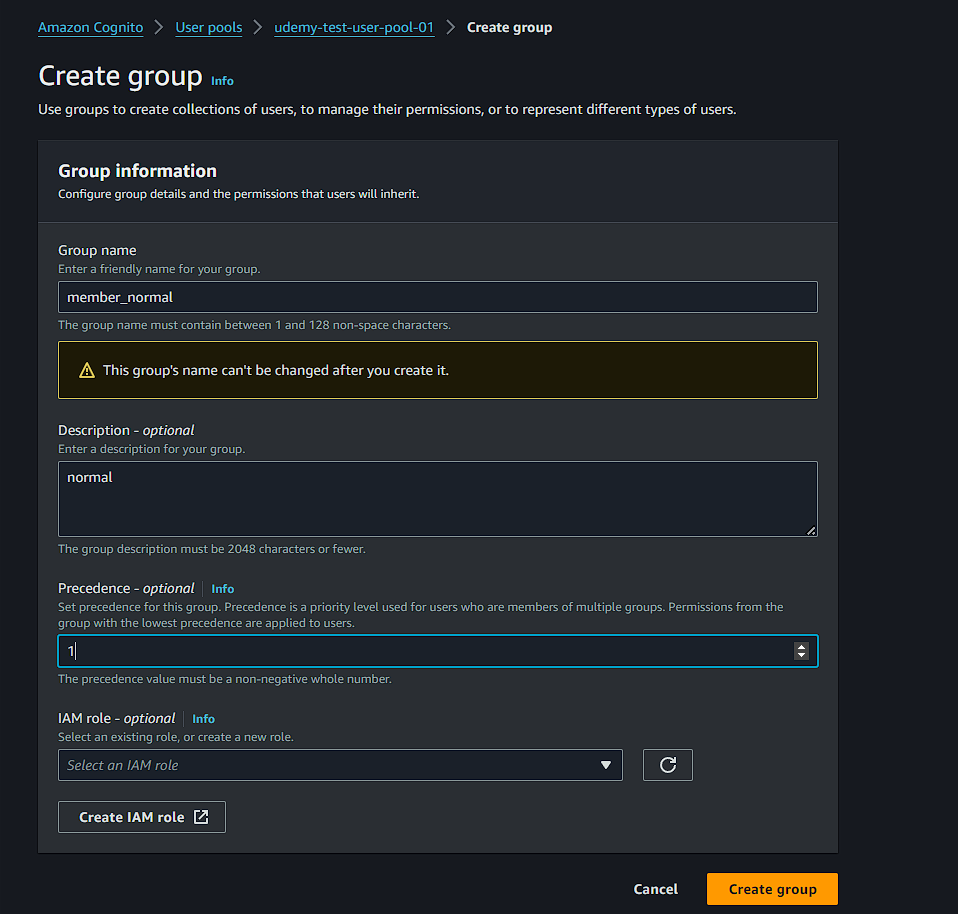 Amazon Cognito > User pools > udemy-test-user-pool-01 > Create group
Create group Info
Use groups to create collections of users, to manage their permissions, or to represent different types of users.
Group information
Configure group details and the permissions that users will inherit.
Group name
Enter a friendly name for your group.
member_normal
The group name must contain between 1 and 128 non-space characters.
This group's name can't be changed after you create it.
Description - optional
Enter a description for your group.
normal
The group description must be 2048 characters or fewer.
Precedence - optional Info
Set precedence for this group. Precedence is a priority level used for users who are members of multiple groups. Permissions from the
group with the lowest precedence are applied to users.
1
The precedence value must be a non-negative whole number.
IAM role - optional Info
Select an existing role, or create a new role.
Select an IAM role
Create IAM role
Cancel Create group